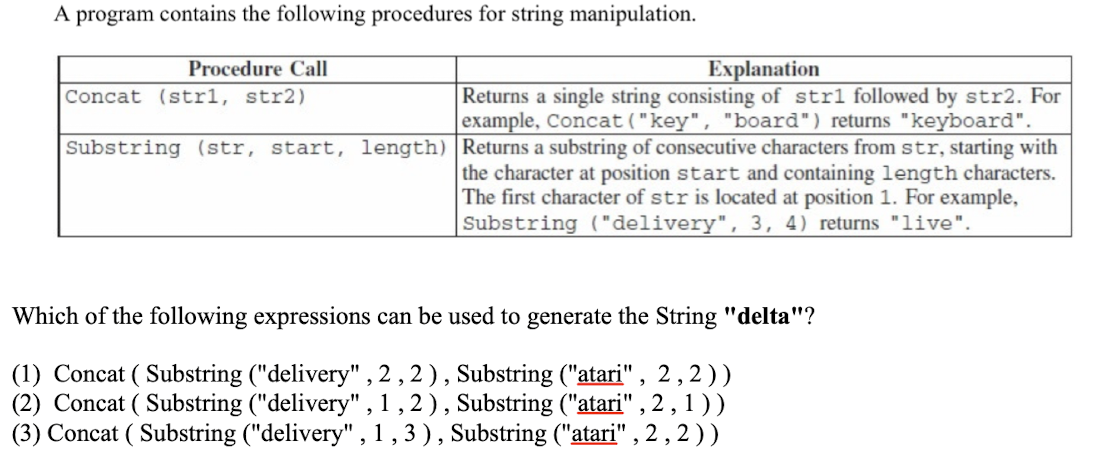 A program contains the following procedures for string manipulation.
Procedure Call Explanation
Concat (str1, str2) Returns a single string consisting of str1 followed by str2. For
example, Concat("key", "board") returns "keyboard".
Substring (str, start, length) Returns a substring of consecutive characters from str, starting with
the character at position start and containing length characters.
The first character of str is located at position 1. For example,
Substring ("delivery", 3, 4) returns "live".
Which of the following expressions can be used to generate the String "delta"?
(1) Concat ( Substring ("delivery" , 2 , 2 ) , Substring ("atari" , 2 , 2 ) )
(2) Concat ( Substring ("delivery" , 1 , 2 ) , Substring ("atari" , 2 , 1 ) )
(3) Concat ( Substring ("delivery" , 1 , 3 ) , Substring ("atari" , 2 , 2 ) )